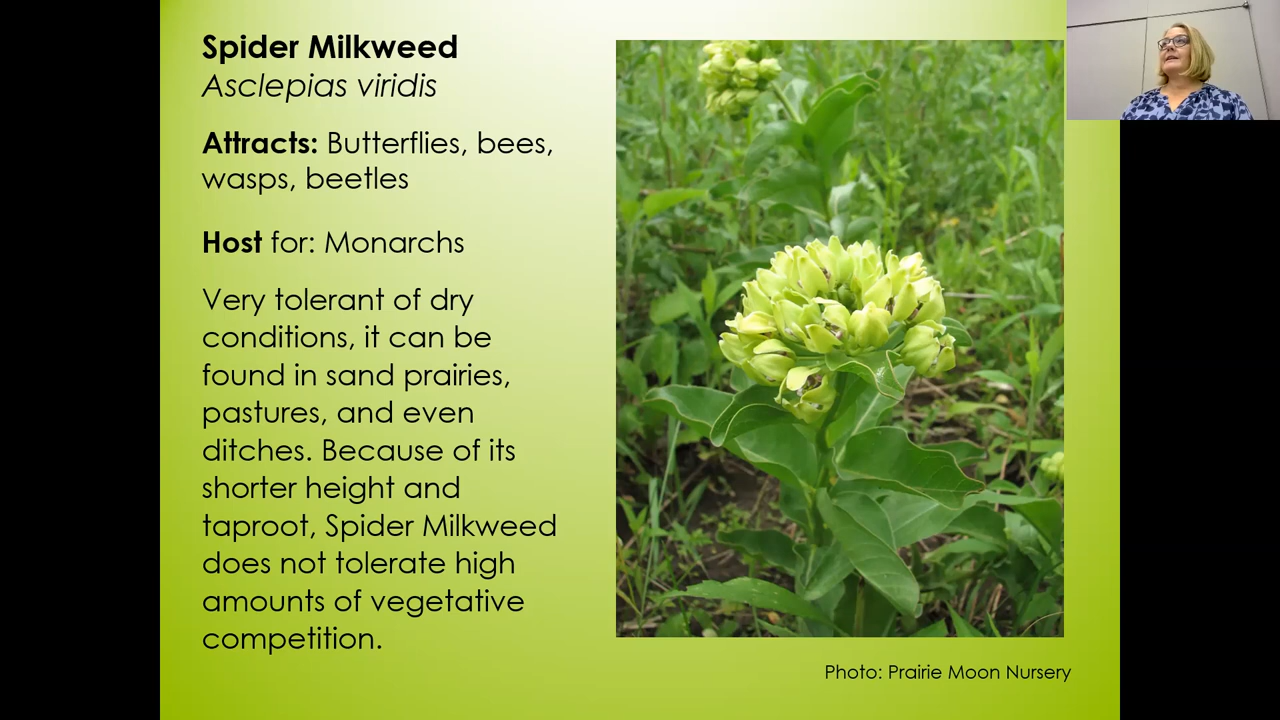 Spider Milkweed
Asclepias viridis
Attracts: Butterflies, bees,
wasps, beetles
Host for: Monarchs
Very tolerant of dry
conditions, it can be
found in sand prairies,
pastures, and even
ditches. Because of its
shorter height and
taproot, Spider Milkweed
does not tolerate high
amounts of vegetative
competition.
Photo: Prairie Moon Nursery